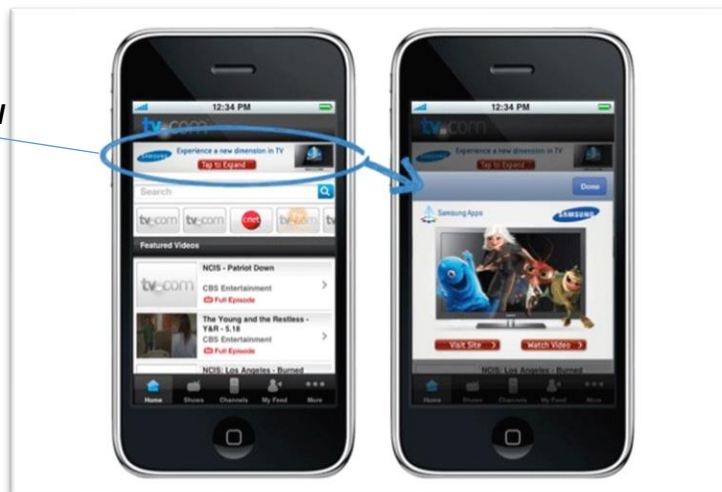 12:34 PM
tv.com
SAMSUNG
Experience a new dimension in TV
Tap to Expand
Search
tv.com tv.com cnet tv.com
Featured Videos
tv.com
NCIS - Patriot Down
CBS Entertainment
Full Episode
The Young and the Restless -
Y&R - 5.18
CBS Entertainment
Full Episode
NCIS: Los Angeles - Burned
Home Shows Channels My Feed More
12:34 PM
tv.com
SAMSUNG
Experience a new dimension in TV
Tap to Expand
Done
Samsung Apps
SAMSUNG
Visit Site
Watch Video
NCIS: Los Angeles - Burned
Home Shows Channels My Feed More